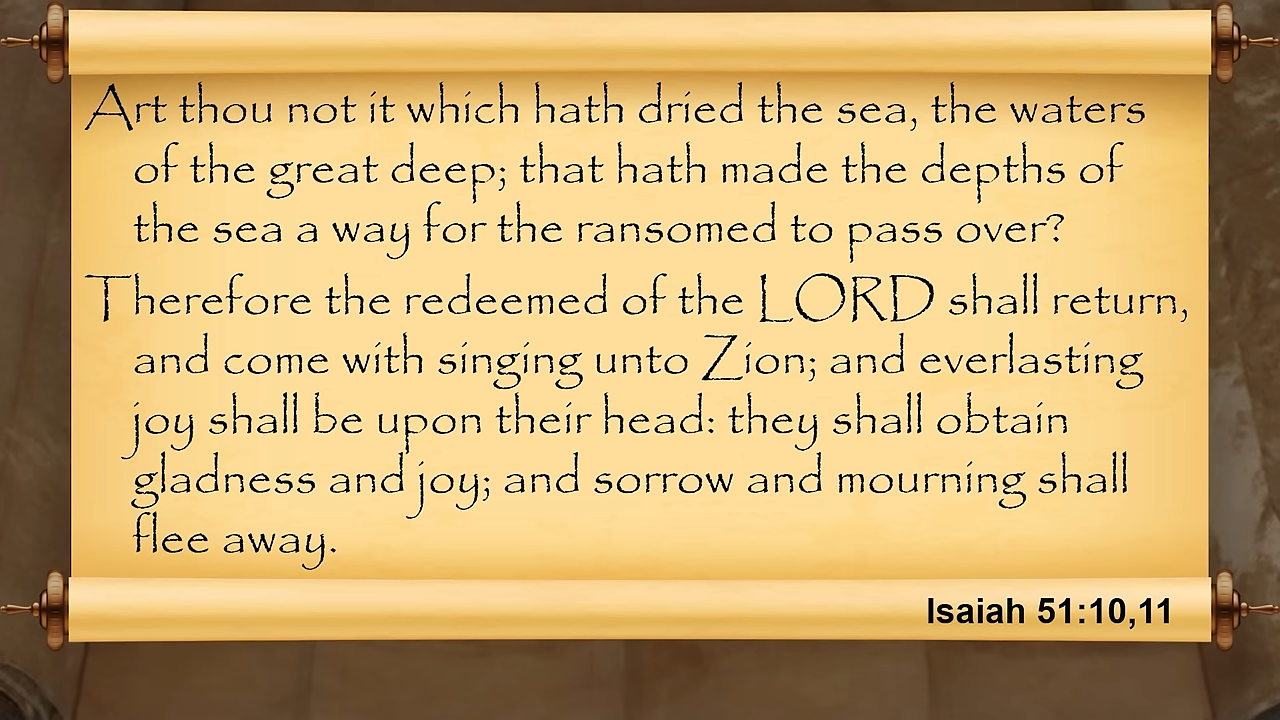 Art thou not it which hath dried the sea, the waters
of the great deep; that hath made the depths of
the sea a way for the ransomed to pass over?
Therefore the redeemed of the LORD shall return,
and come with singing unto Zion; and everlasting
joy shall be upon their head: they shall obtain
gladness and joy; and sorrow and mourning shall
flee away.
Isaiah 51:10,11